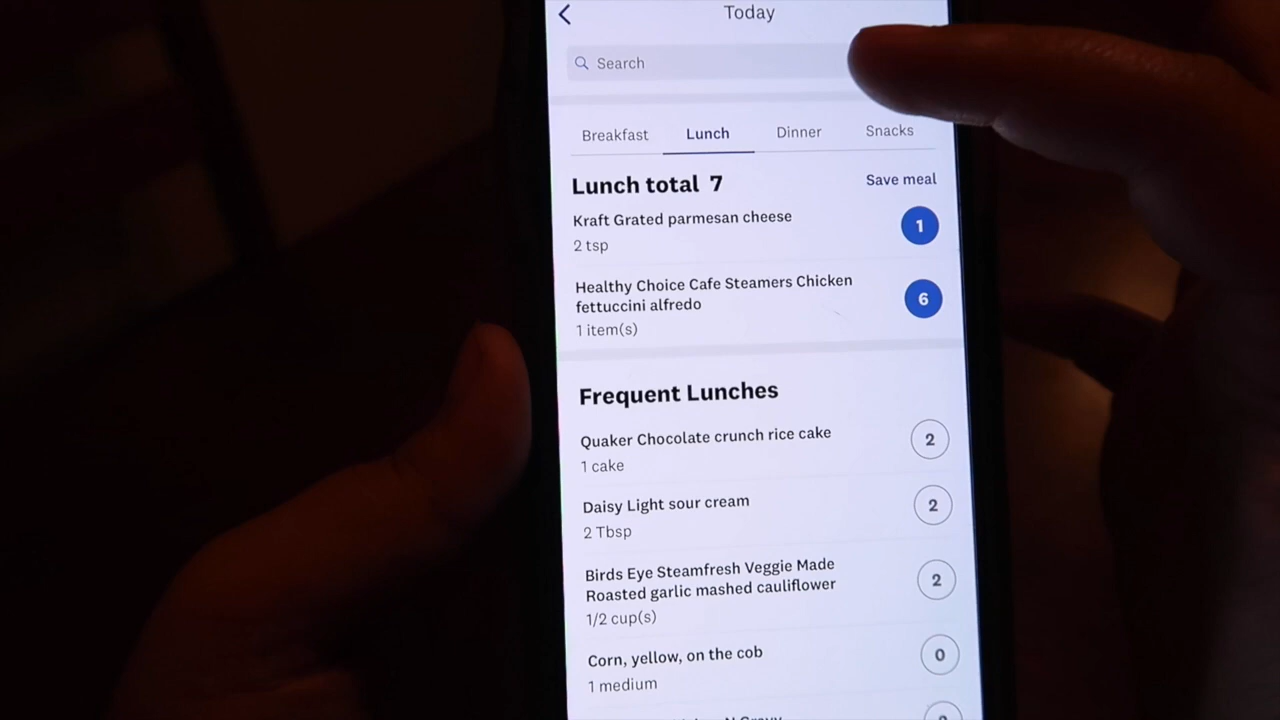 Today
Search
Breakfast Lunch Dinner Snacks
Lunch total 7
Save meal
Kraft Grated parmesan cheese
2 tsp
1
Healthy Choice Cafe Steamers Chicken
fettuccini alfredo
1 item(s)
6
Frequent Lunches
Quaker Chocolate crunch rice cake
1 cake
2
Daisy Light sour cream
2 Tbsp
2
Birds Eye Steamfresh Veggie Made
Roasted garlic mashed cauliflower
1/2 cup(s)
2
Corn, yellow, on the cob
1 medium
0